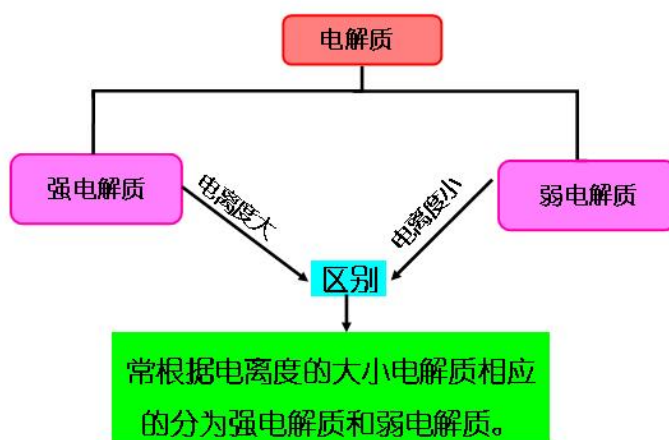 电解质
强电解质
电离度大
电离度小
弱电解质
区别
常根据电离度的大小电解质相应
的分为强电解质和弱电解质。